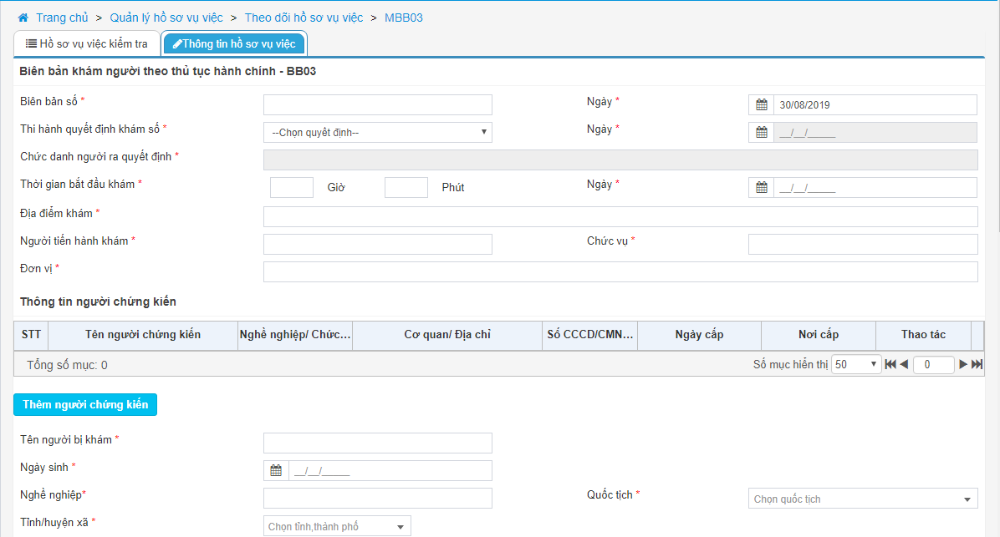 Trang chủ > Quản lý hồ sơ vụ việc > Theo dõi hồ sơ vụ việc > MBB03
Hồ sơ vụ việc kiểm tra Thông tin hồ sơ vụ việc
Biên bản khám người theo thủ tục hành chính - BB03
Biên bản số * Ngày * 30/08/2019
Thi hành quyết định khám số * --Chọn quyết định-- Ngày * __/__/_____
Chức danh người ra quyết định *
Thời gian bắt đầu khám * Giờ Phút Ngày * __/__/_____
Địa điểm khám *
Người tiến hành khám * Chức vụ *
Đơn vị *
Thông tin người chứng kiến
STT Tên người chứng kiến Nghề nghiệp/ Chức... Cơ quan/ Địa chỉ Số CCCD/CMN... Ngày cấp Nơi cấp Thao tác
Tổng số mục: 0 Số mục hiển thị 50 0
Thêm người chứng kiến
Tên người bị khám *
Ngày sinh * __/__/_____
Nghề nghiệp* Quốc tịch * Chọn quốc tịch
Tỉnh/huyện xã * Chọn tỉnh,thành phố